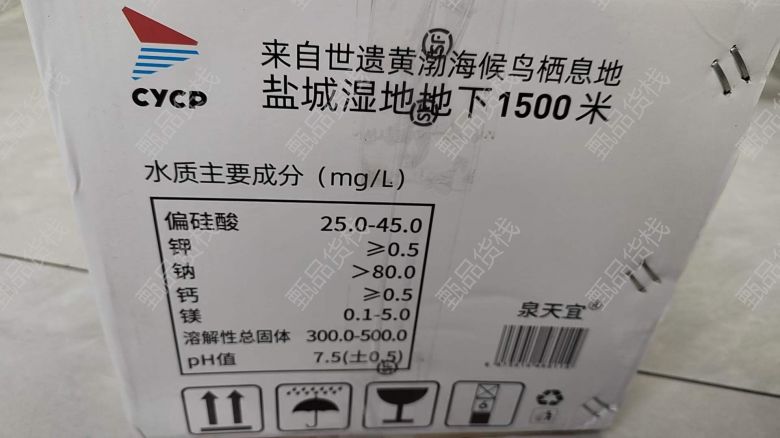 CYCP
来自世遗黄渤海候鸟栖息地
盐城湿地地下1500米
水质主要成分（mg/L）
偏硅酸 25.0-45.0
钾 ≥0.5
钠 >80.0
钙 ≥0.5
镁 0.1-5.0
溶解性总固体 300.0-500.0
pH值 7.5(±0.5)
泉天宜®
甄品货栈